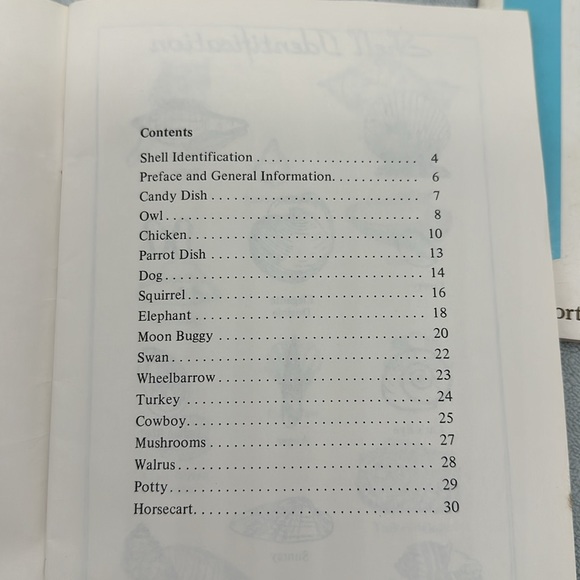 Contents
Shell Identification . . . . . . . . . . . . . . . . . . . . . . 4
Preface and General Information. . . . . . . . . . . . 6
Candy Dish . . . . . . . . . . . . . . . . . . . . . . . . . . . . 7
Owl . . . . . . . . . . . . . . . . . . . . . . . . . . . . . . . . . . 8
Chicken. . . . . . . . . . . . . . . . . . . . . . . . . . . . . . . 10
Parrot Dish . . . . . . . . . . . . . . . . . . . . . . . . . . . . 13
Dog . . . . . . . . . . . . . . . . . . . . . . . . . . . . . . . . . . 14
Squirrel . . . . . . . . . . . . . . . . . . . . . . . . . . . . . . . 16
Elephant . . . . . . . . . . . . . . . . . . . . . . . . . . . . . . 18
Moon Buggy . . . . . . . . . . . . . . . . . . . . . . . . . . . 20
Swan . . . . . . . . . . . . . . . . . . . . . . . . . . . . . . . . . 22
Wheelbarrow . . . . . . . . . . . . . . . . . . . . . . . . . . . 23
Turkey . . . . . . . . . . . . . . . . . . . . . . . . . . . . . . . 24
Cowboy. . . . . . . . . . . . . . . . . . . . . . . . . . . . . . . 25
Mushrooms . . . . . . . . . . . . . . . . . . . . . . . . . . . . 27
Walrus . . . . . . . . . . . . . . . . . . . . . . . . . . . . . . . . 28
Potty . . . . . . . . . . . . . . . . . . . . . . . . . . . . . . . . . 29
Horsecart. . . . . . . . . . . . . . . . . . . . . . . . . . . . . . 30